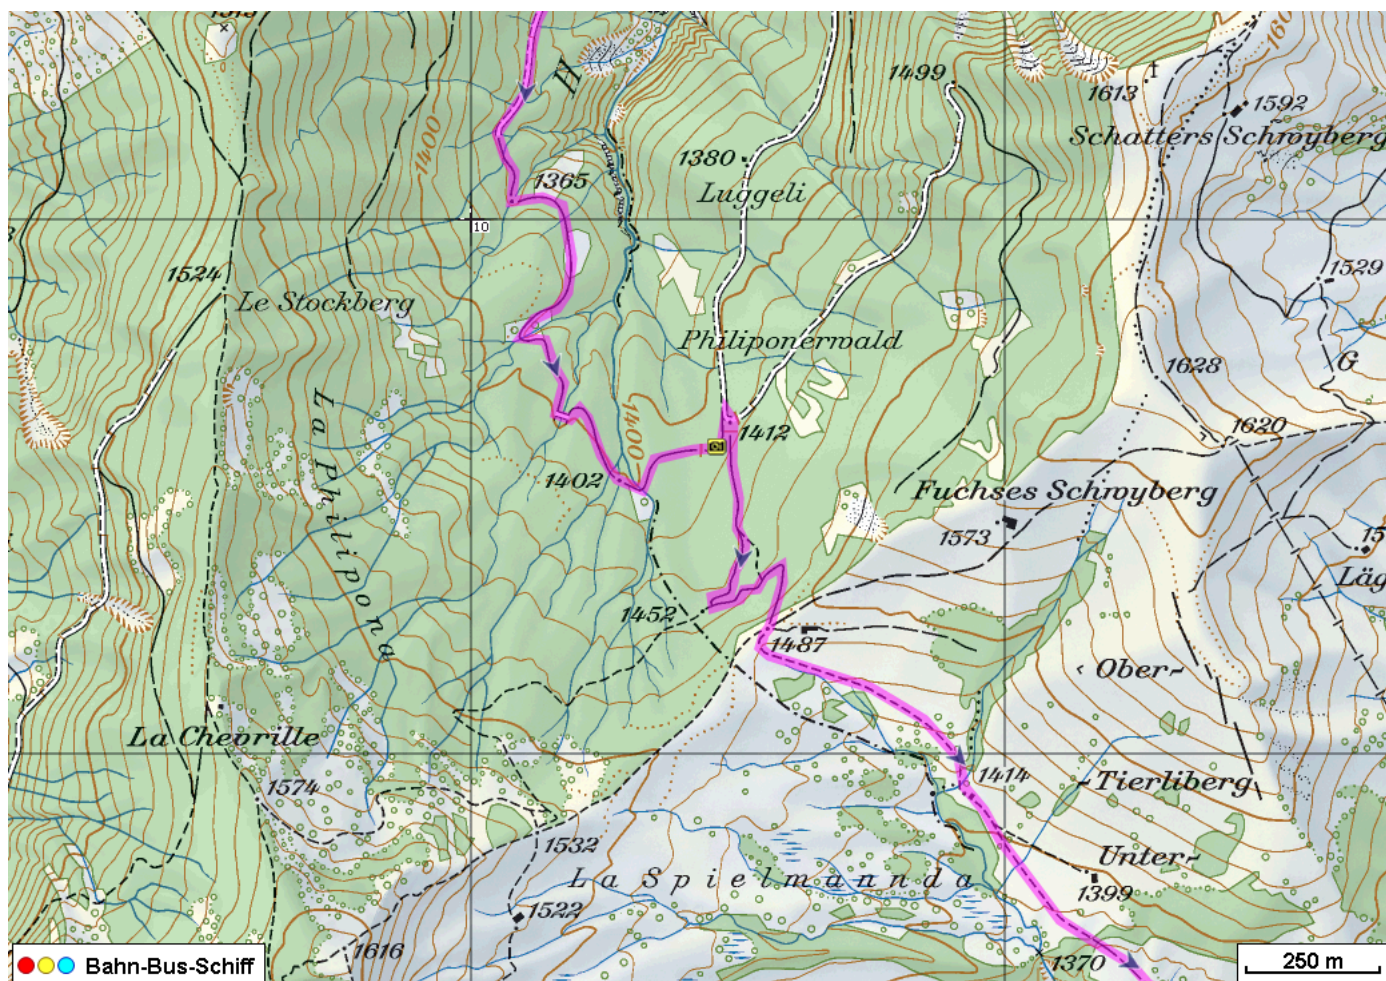 H
1499
1613
1592
Schatters Schwyberg
1400
1380
1365
Luggeli
10
1524
1529
Le Stockberg
Philiponerwald
1628
G
La Philipona
1400
1412
1620
1402
Fuchses Schwyberg
1573
Läg
1452
1487
Ober-
La Chevrille
1414
Tierliberg
1574
1532
Unter-
La Spielmannda
1399
1522
1616
1370
Bahn-Bus-Schiff
250 m